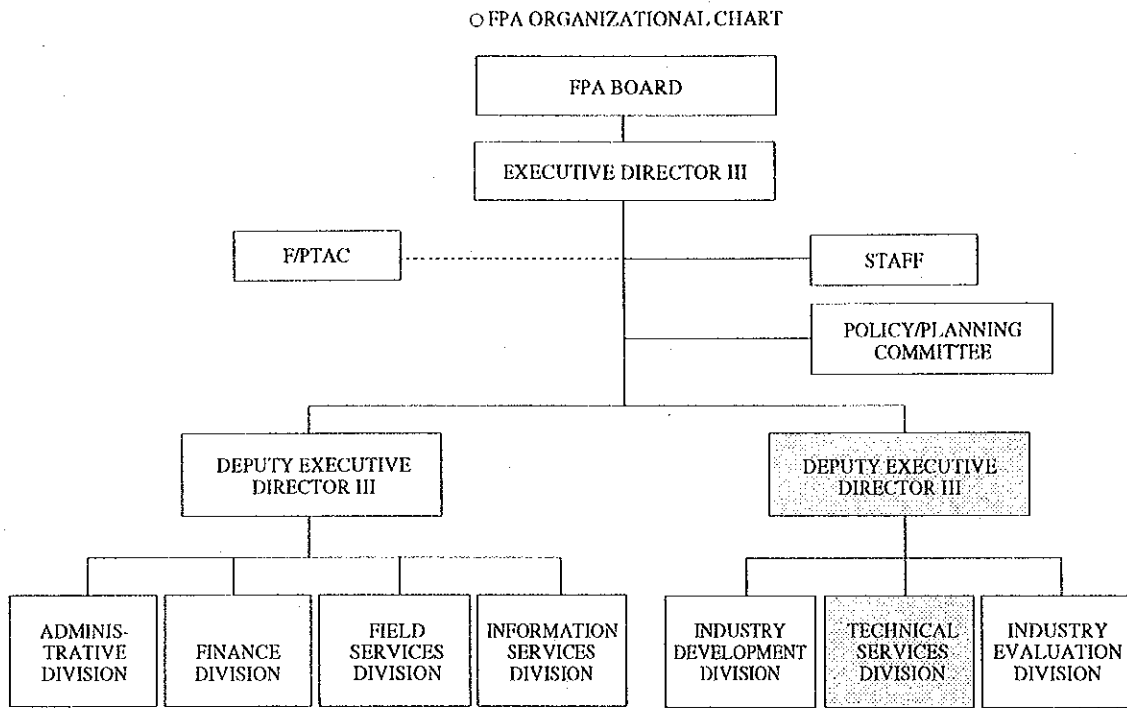 ○ FPA ORGANIZATIONAL CHART
FPA BOARD
EXECUTIVE DIRECTOR III
F/PTAC
STAFF
POLICY/PLANNING
COMMITTEE
DEPUTY EXECUTIVE
DIRECTOR III
DEPUTY EXECUTIVE
DIRECTOR III
ADMINIS-
TRATIVE
DIVISION
FINANCE
DIVISION
FIELD
SERVICES
DIVISION
INFORMATION
SERVICES
DIVISION
INDUSTRY
DEVELOPMENT
DIVISION
TECHNICAL
SERVICES
DIVISION
INDUSTRY
EVALUATION
DIVISION